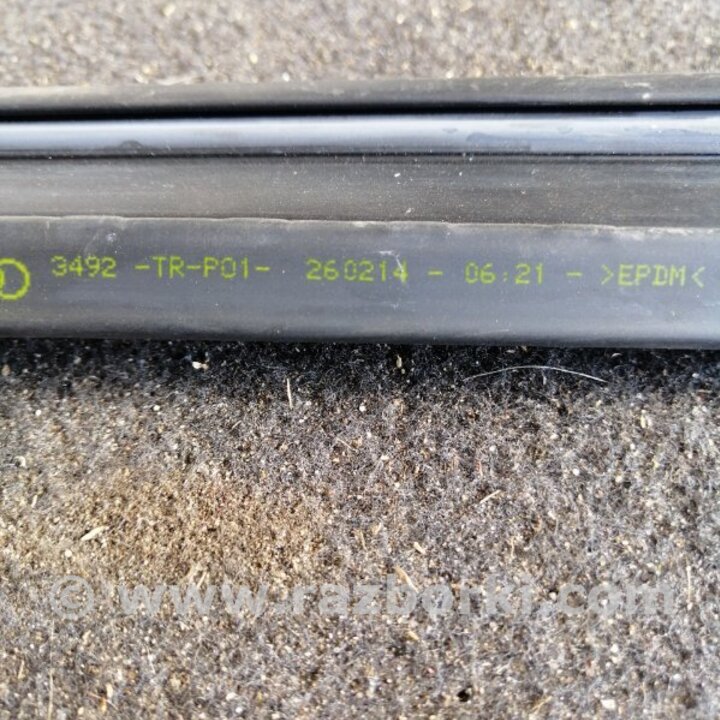 3492 -TR-P01- 260214 - 06:21 - >EPDM<
© www.razborki.com